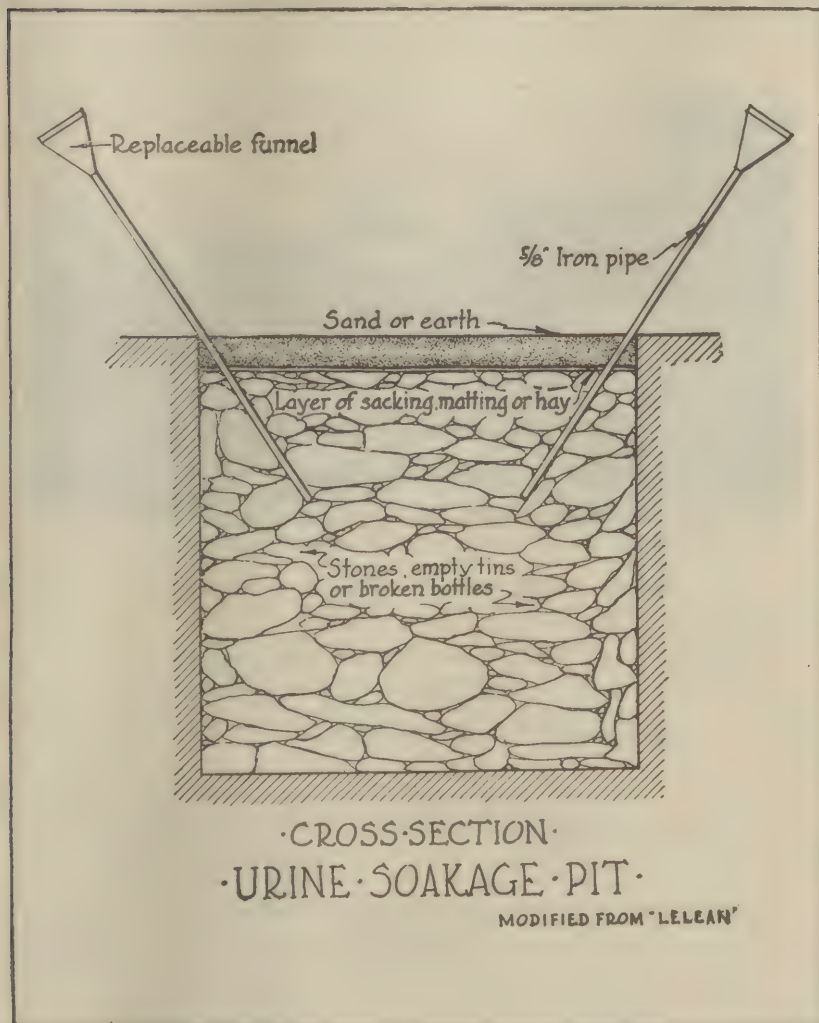 Replaceable funnel
5/8" Iron pipe
Sand or earth
Layer of sacking, matting or hay
Stones, empty tins
or broken bottles
·CROSS·SECTION·
·URINE·SOAKAGE·PIT·
MODIFIED FROM "LELEAN"